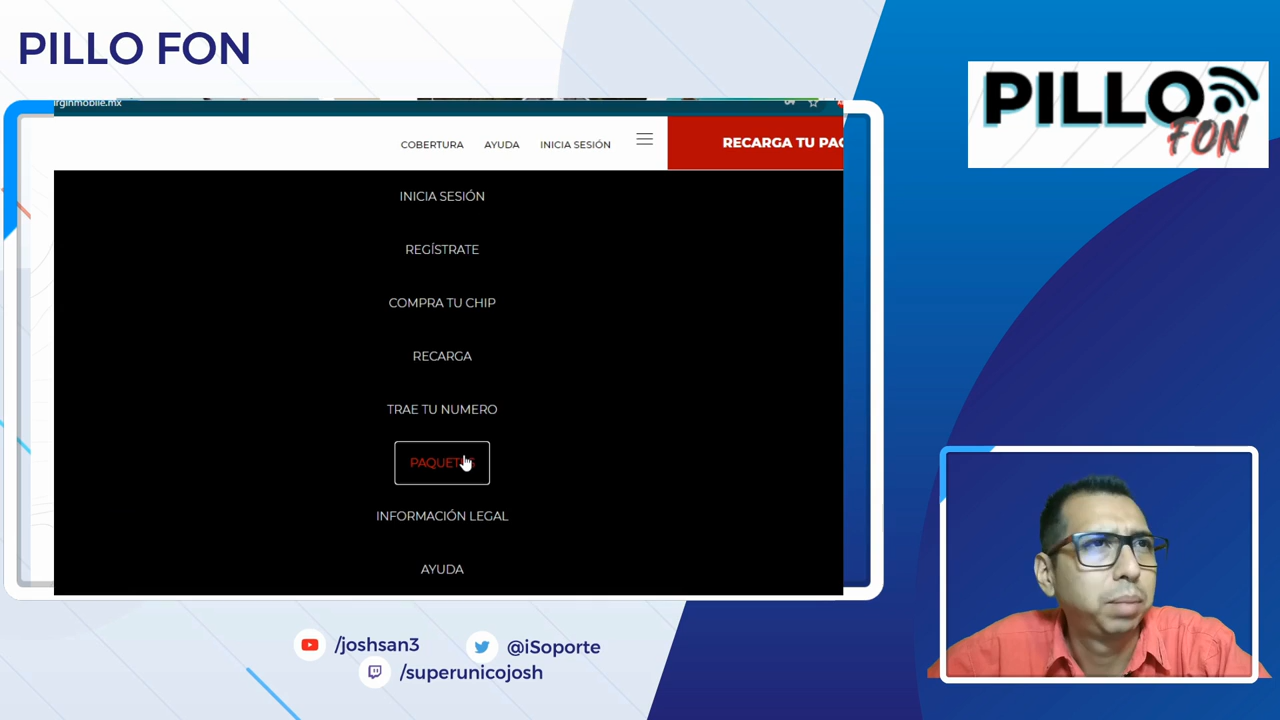 PILLO FON
PILLO
FON
COBERTURA AYUDA INICIA SESIÓN
RECARGA TU
INICIA SESIÓN
REGÍSTRATE
COMPRA TU CHIP
RECARGA
TRAE TU NUMERO
INFORMACIÓN LEGAL
AYUDA
/joshsan3 @iSoporte
/superunicojosh